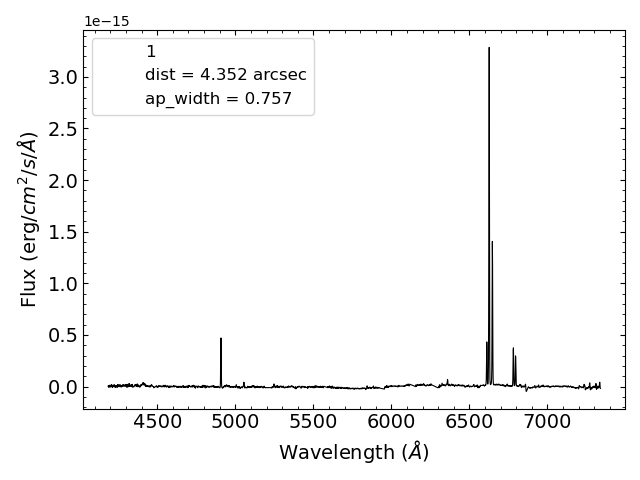 1e−15
1
dist = 4.352 arcsec
ap_width = 0.757
3.0
2.5
2.0
1.5
1.0
0.5
0.0
Flux (erg/cm²/s/Å)
4500 5000 5500 6000 6500 7000
Wavelength (Å)